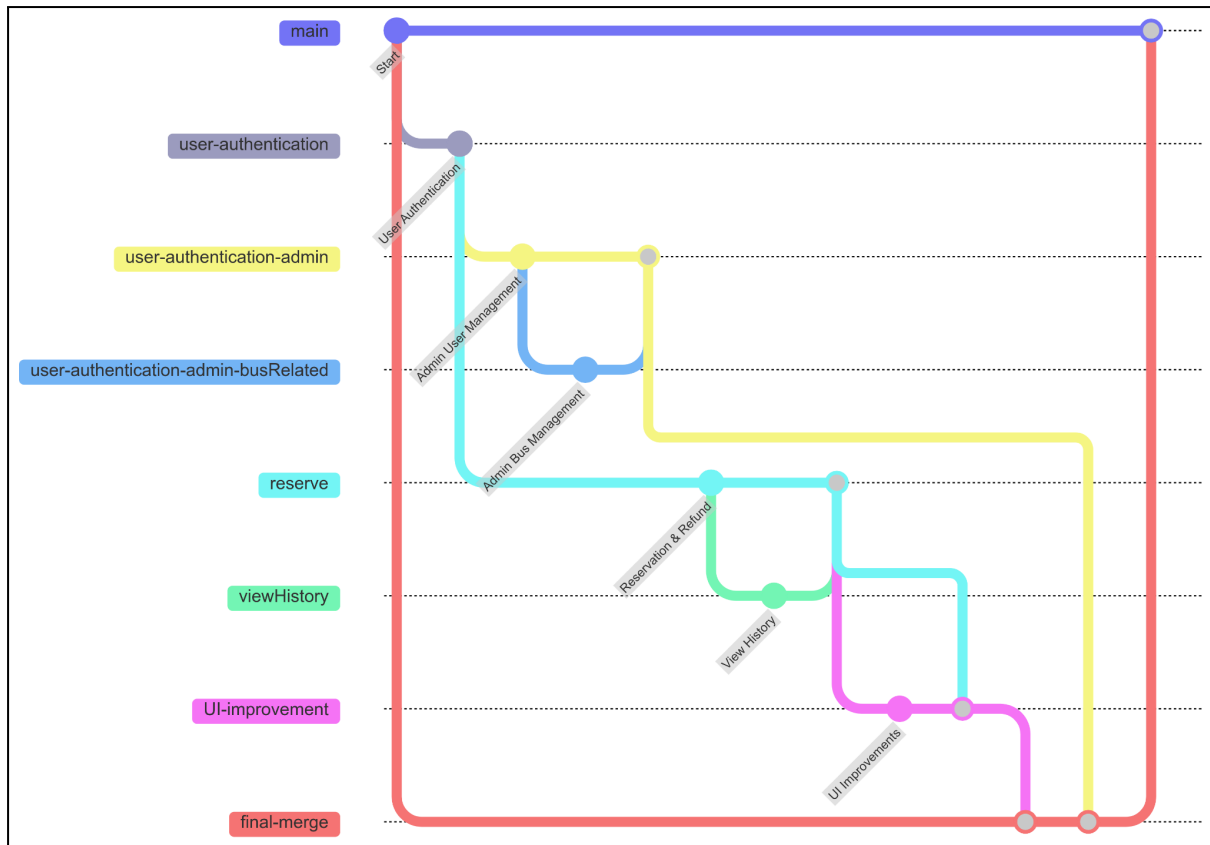 main
Start
user-authentication
User Authentication
user-authentication-admin
Admin User Management
user-authentication-admin-busRelated
Admin Bus Management
reserve
Reservation & Refund
viewHistory
View History
UI-improvement
UI Improvements
final-merge